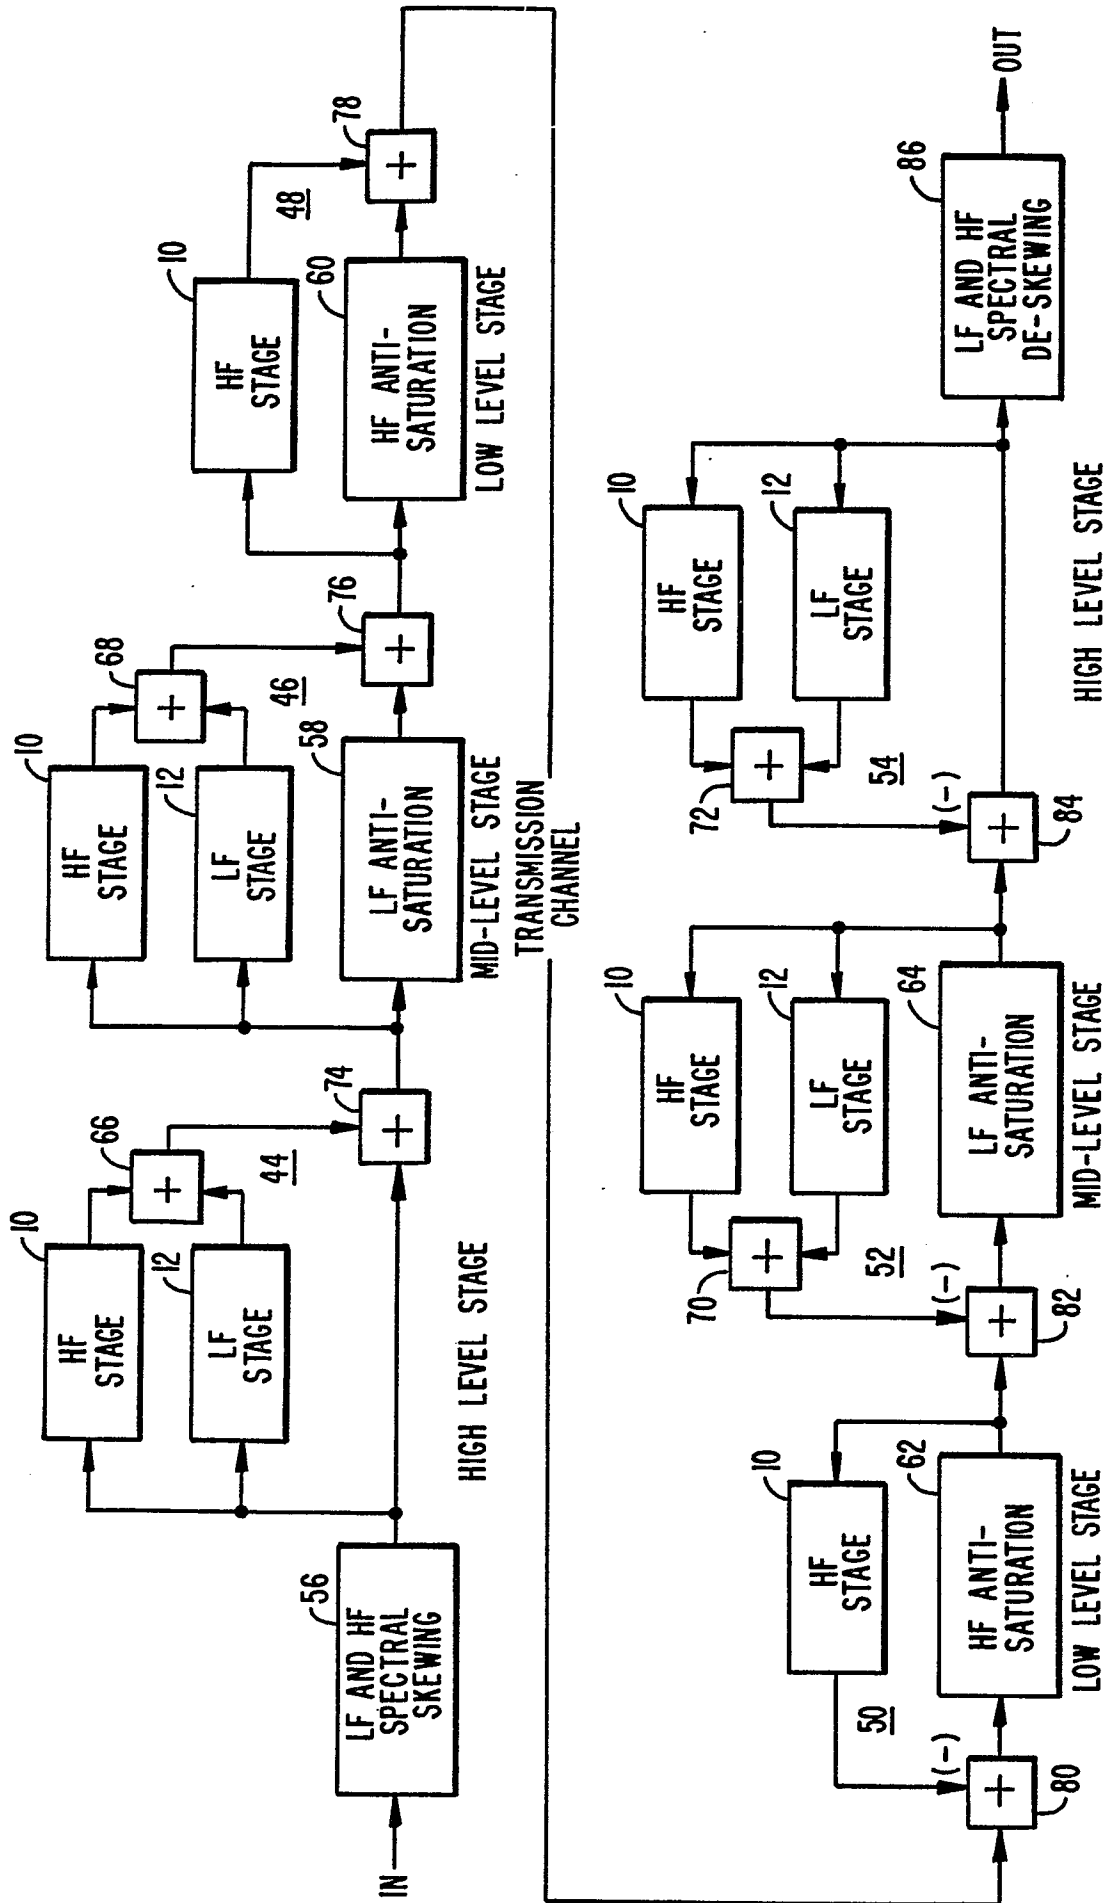 IN
56
LF AND HF
SPECTRAL
SKEWING
10
HF
STAGE
12
LF
STAGE
66
+
44
74
+
HIGH LEVEL STAGE
10
HF
STAGE
12
LF
STAGE
68
+
46
58
LF ANTI-
SATURATION
76
+
MID-LEVEL STAGE
10
HF
STAGE
48
60
HF ANTI-
SATURATION
78
+
LOW LEVEL STAGE
TRANSMISSION
CHANNEL
80
+
(-)
50
10
HF
STAGE
62
HF ANTI-
SATURATION
LOW LEVEL STAGE
82
+
(-)
52
70
+
10
HF
STAGE
12
LF
STAGE
64
LF ANTI-
SATURATION
MID-LEVEL STAGE
84
+
(-)
54
72
+
10
HF
STAGE
12
LF
STAGE
HIGH LEVEL STAGE
86
LF AND HF
SPECTRAL
DE-SKEWING
OUT